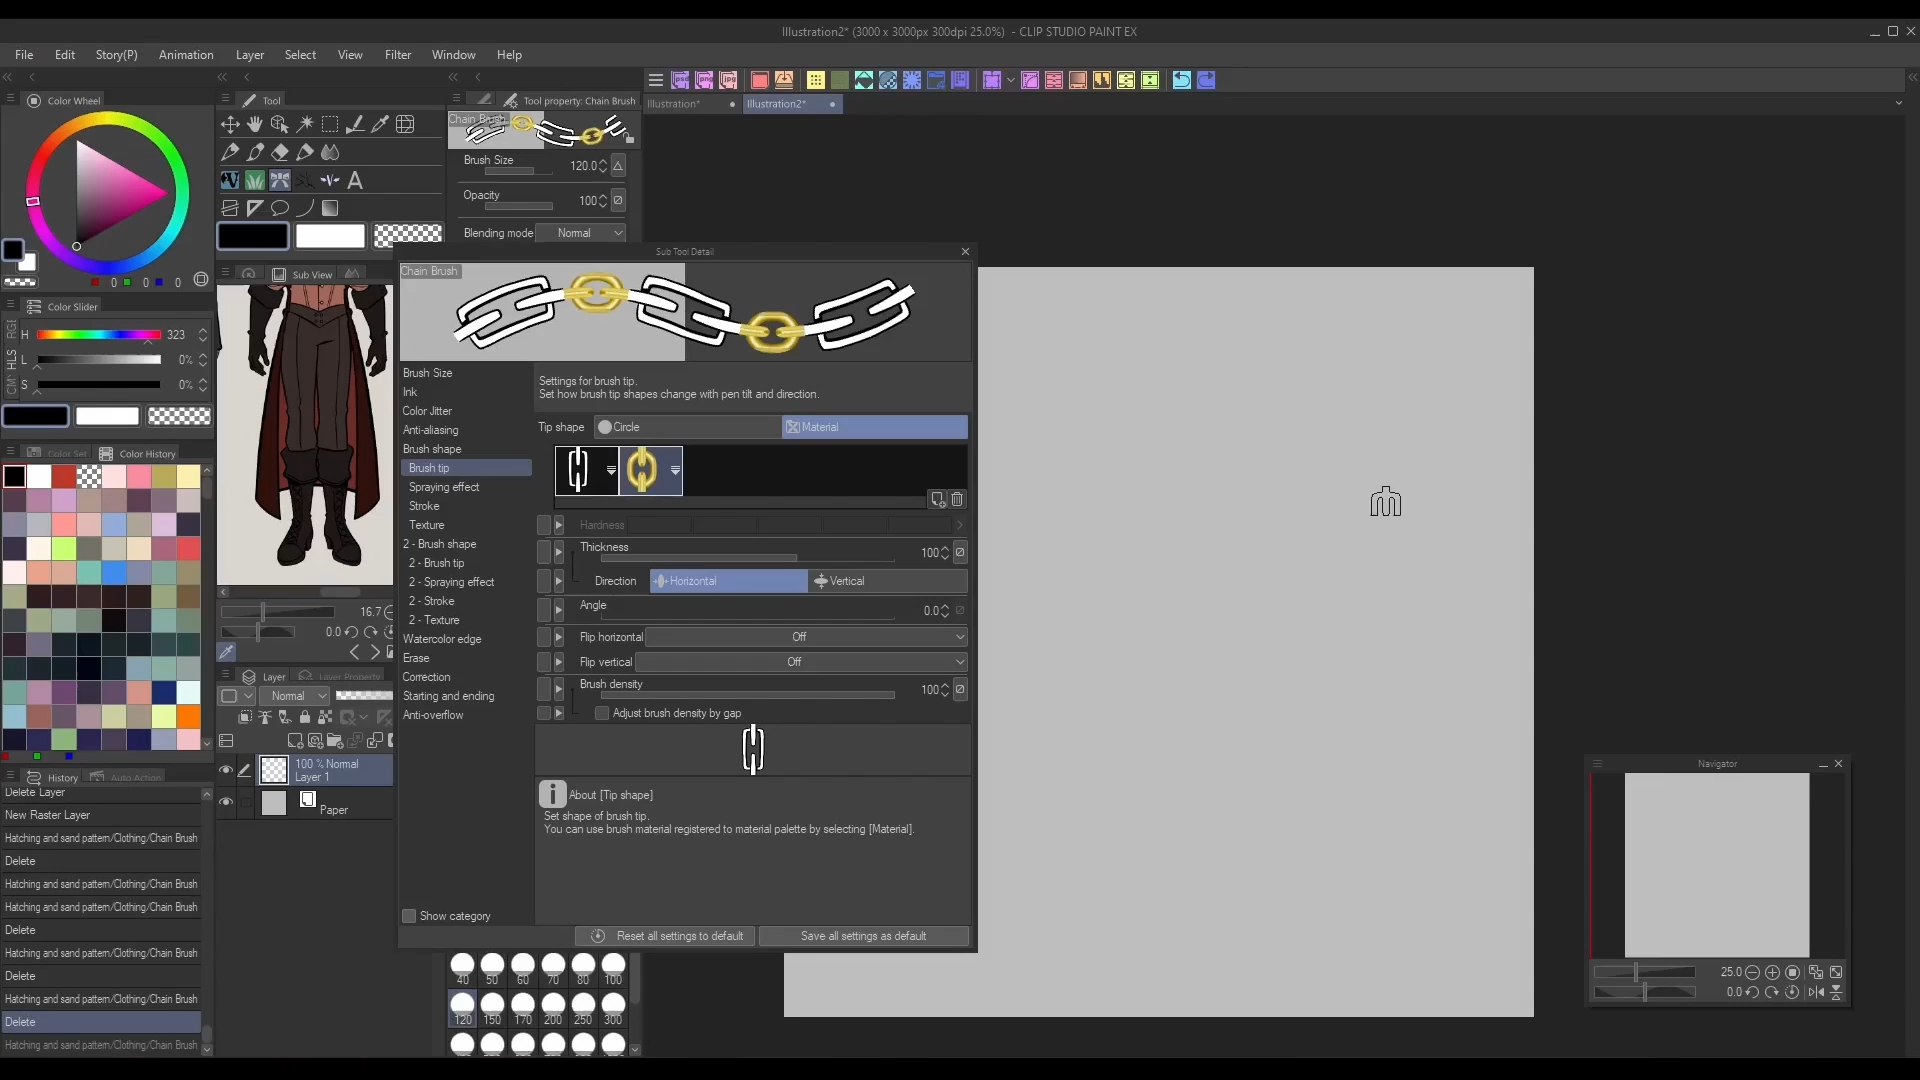 Illustration2* (3000 x 3000px 300dpi 25.0%) - CLIP STUDIO PAINT EX
File Edit Story(P) Animation Layer Select View Filter Window Help
Color Wheel
Tool
Tool property: Chain Brush
Illustration*
Illustration2*
Chain Brush
Brush Size 120.0
Opacity 100
Blending mode Normal
0 0 0
Sub View
Color Slider
RGB
HLS
H 323
L 0%
S 0%
Color Set
Color History
16.7
0.0
Layer
Layer Property
Normal
100 % Normal
Layer 1
Paper
History
Auto Action
Delete Layer
New Raster Layer
Hatching and sand pattern/Clothing/Chain Brush
Delete
Hatching and sand pattern/Clothing/Chain Brush
Hatching and sand pattern/Clothing/Chain Brush
Delete
Hatching and sand pattern/Clothing/Chain Brush
Delete
Hatching and sand pattern/Clothing/Chain Brush
Delete
Hatching and sand pattern/Clothing/Chain Brush
Sub Tool Detail
Chain Brush
Brush Size
Ink
Color Jitter
Anti-aliasing
Brush shape
Brush tip
Spraying effect
Stroke
Texture
2 - Brush shape
2 - Brush tip
2 - Spraying effect
2 - Stroke
2 - Texture
Watercolor edge
Erase
Correction
Starting and ending
Anti-overflow
Show category
Settings for brush tip.
Set how brush tip shapes change with pen tilt and direction.
Tip shape Circle Material
Hardness
Thickness 100
Direction Horizontal Vertical
Angle 0.0
Flip horizontal Off
Flip vertical Off
Brush density 100
Adjust brush density by gap
About [Tip shape]
Set shape of brush tip.
You can use brush material registered to material palette by selecting [Material].
Reset all settings to default
Save all settings as default
40 50 60 70 80 100
120 150 170 200 250 300
Navigator
25.0
0.0